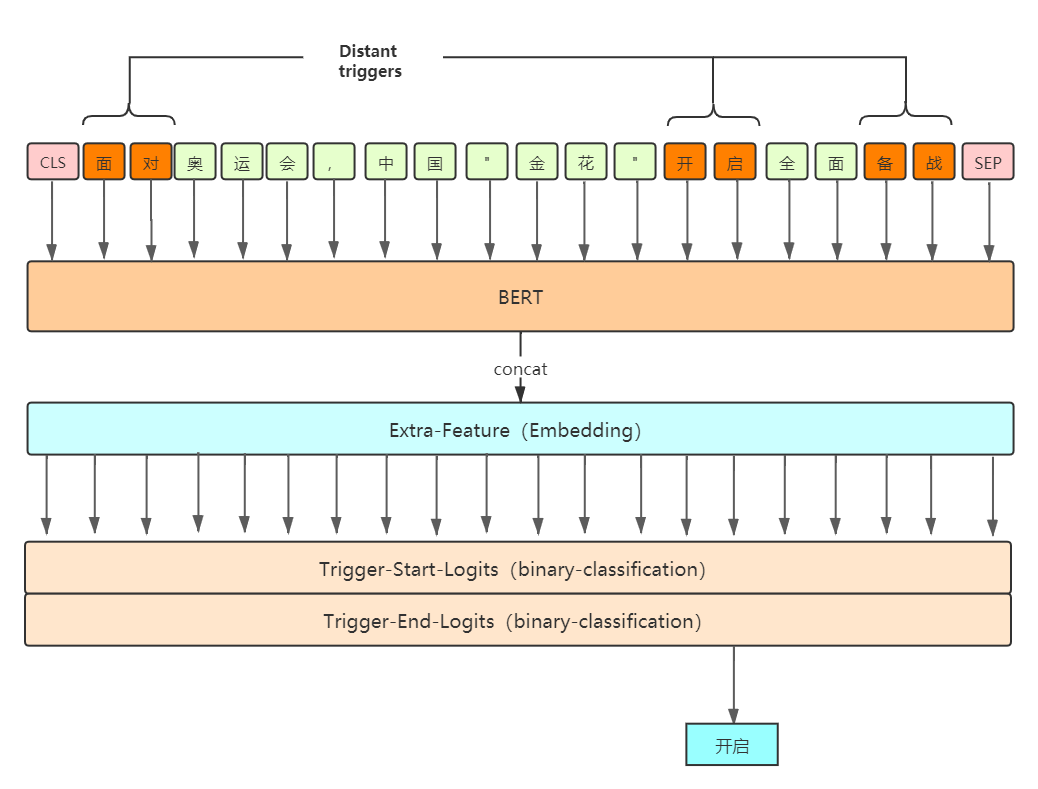 Distant
triggers
CLS 面 对 奥 运 会 , 中 国 " 金 花 " 开 启 全 面 备 战 SEP
BERT
concat
Extra-Feature（Embedding）
Trigger-Start-Logits（binary-classification）
Trigger-End-Logits（binary-classification）
开启